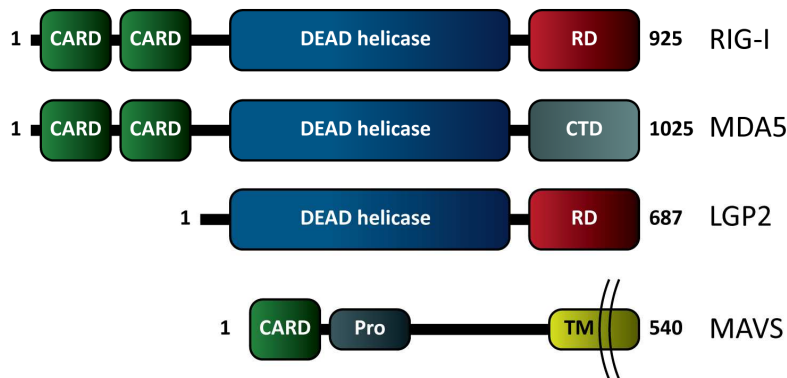 1 CARD CARD DEAD helicase RD 925 RIG-I
1 CARD CARD DEAD helicase CTD 1025 MDA5
1 DEAD helicase RD 687 LGP2
1 CARD Pro TM 540 MAVS